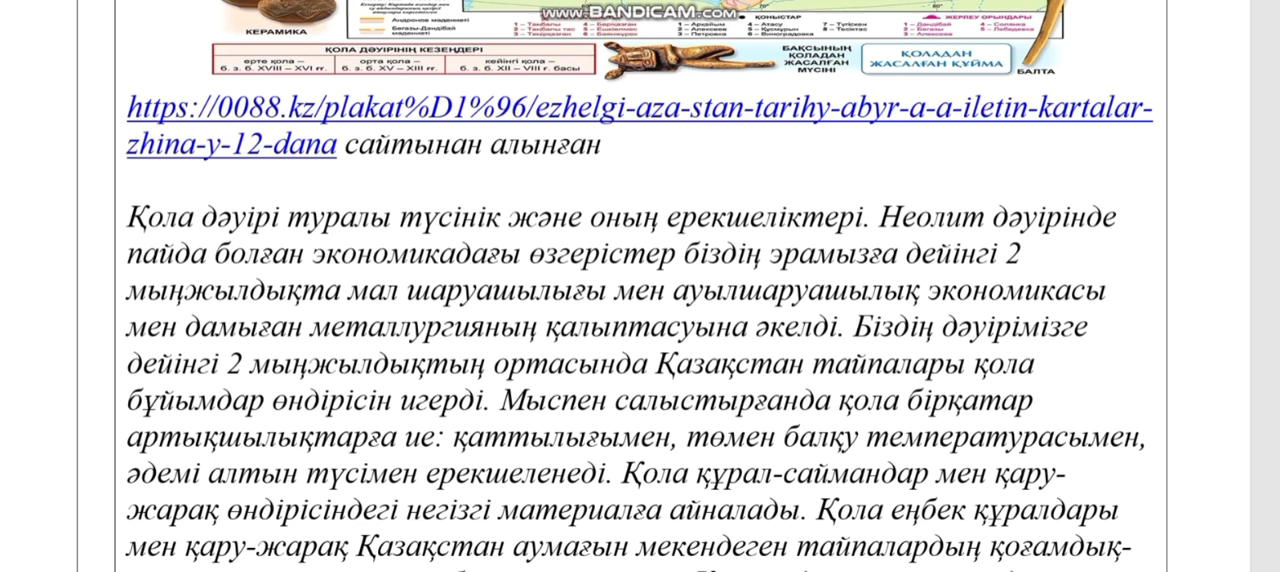 www.BANDICAM.com
КЕРАМИКА
Андронов мәдениеті
Беғазы-Дәндібай мәдениеті
ҚОНЫСТАР
ЖЕРЛЕУ ОРЫНДАРЫ
ҚОЛА ДӘУІРІНІҢ КЕЗЕҢДЕРІ
ерте қола –
б. з. б. XVIII – XVI ғғ.
орта қола –
б. з. б. XV – XIII ғғ.
кейінгі қола –
б. з. б. XII – VIII ғ. басы
БАҚСЫНЫҢ
ҚОЛАДАН
ЖАСАЛҒАН
МҮСІНІ
ҚОЛАДАН
ЖАСАЛҒАН ҚҰЙМА
БАЛТА
https://0088.kz/plakat%D1%96/ezhelgi-aza-stan-tarihy-abyr-a-a-iletin-kartalar-
zhina-y-12-dana сайтынан алынған
Қола дәуірі туралы түсінік және оның ерекшеліктері. Неолит дәуірінде
пайда болған экономикадағы өзгерістер біздің эрамызға дейінгі 2
мыңжылдықта мал шаруашылығы мен ауылшаруашылық экономикасы
мен дамыған металлургияның қалыптасуына әкелді. Біздің дәуірімізге
дейінгі 2 мыңжылдықтың ортасында Қазақстан тайпалары қола
бұйымдар өндірісін игерді. Мыспен салыстырғанда қола бірқатар
артықшылықтарға ие: қаттылығымен, төмен балқу температурасымен,
әдемі алтын түсімен ерекшеленеді. Қола құрал-саймандар мен қару-
жарақ өндірісіндегі негізгі материалға айналады. Қола еңбек құралдары
мен қару-жарақ Қазақстан аумағын мекендеген тайпалардың қоғамдық-